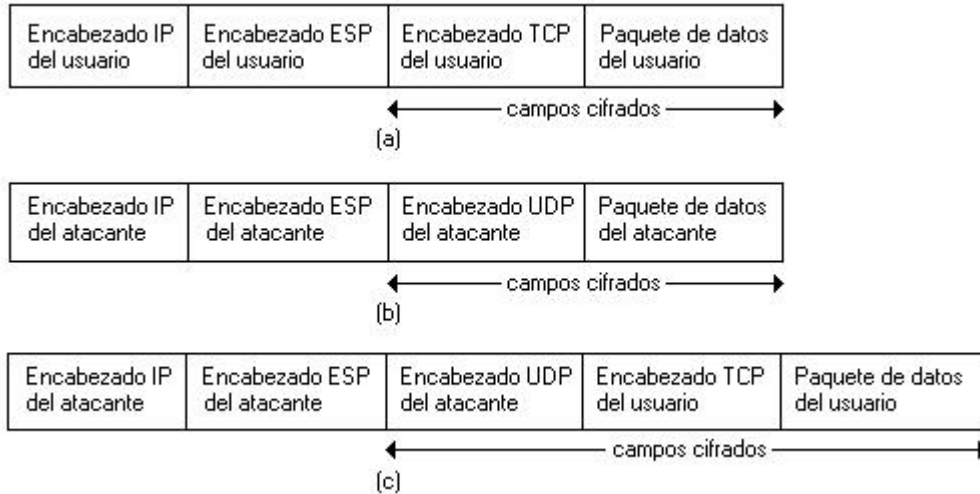 Encabezado IP
del usuario
Encabezado ESP
del usuario
Encabezado TCP
del usuario
Paquete de datos
del usuario
campos cifrados
(a)
Encabezado IP
del atacante
Encabezado ESP
del atacante
Encabezado UDP
del atacante
Paquete de datos
del atacante
campos cifrados
(b)
Encabezado IP
del atacante
Encabezado ESP
del atacante
Encabezado UDP
del atacante
Encabezado TCP
del usuario
Paquete de datos
del usuario
campos cifrados
(c)